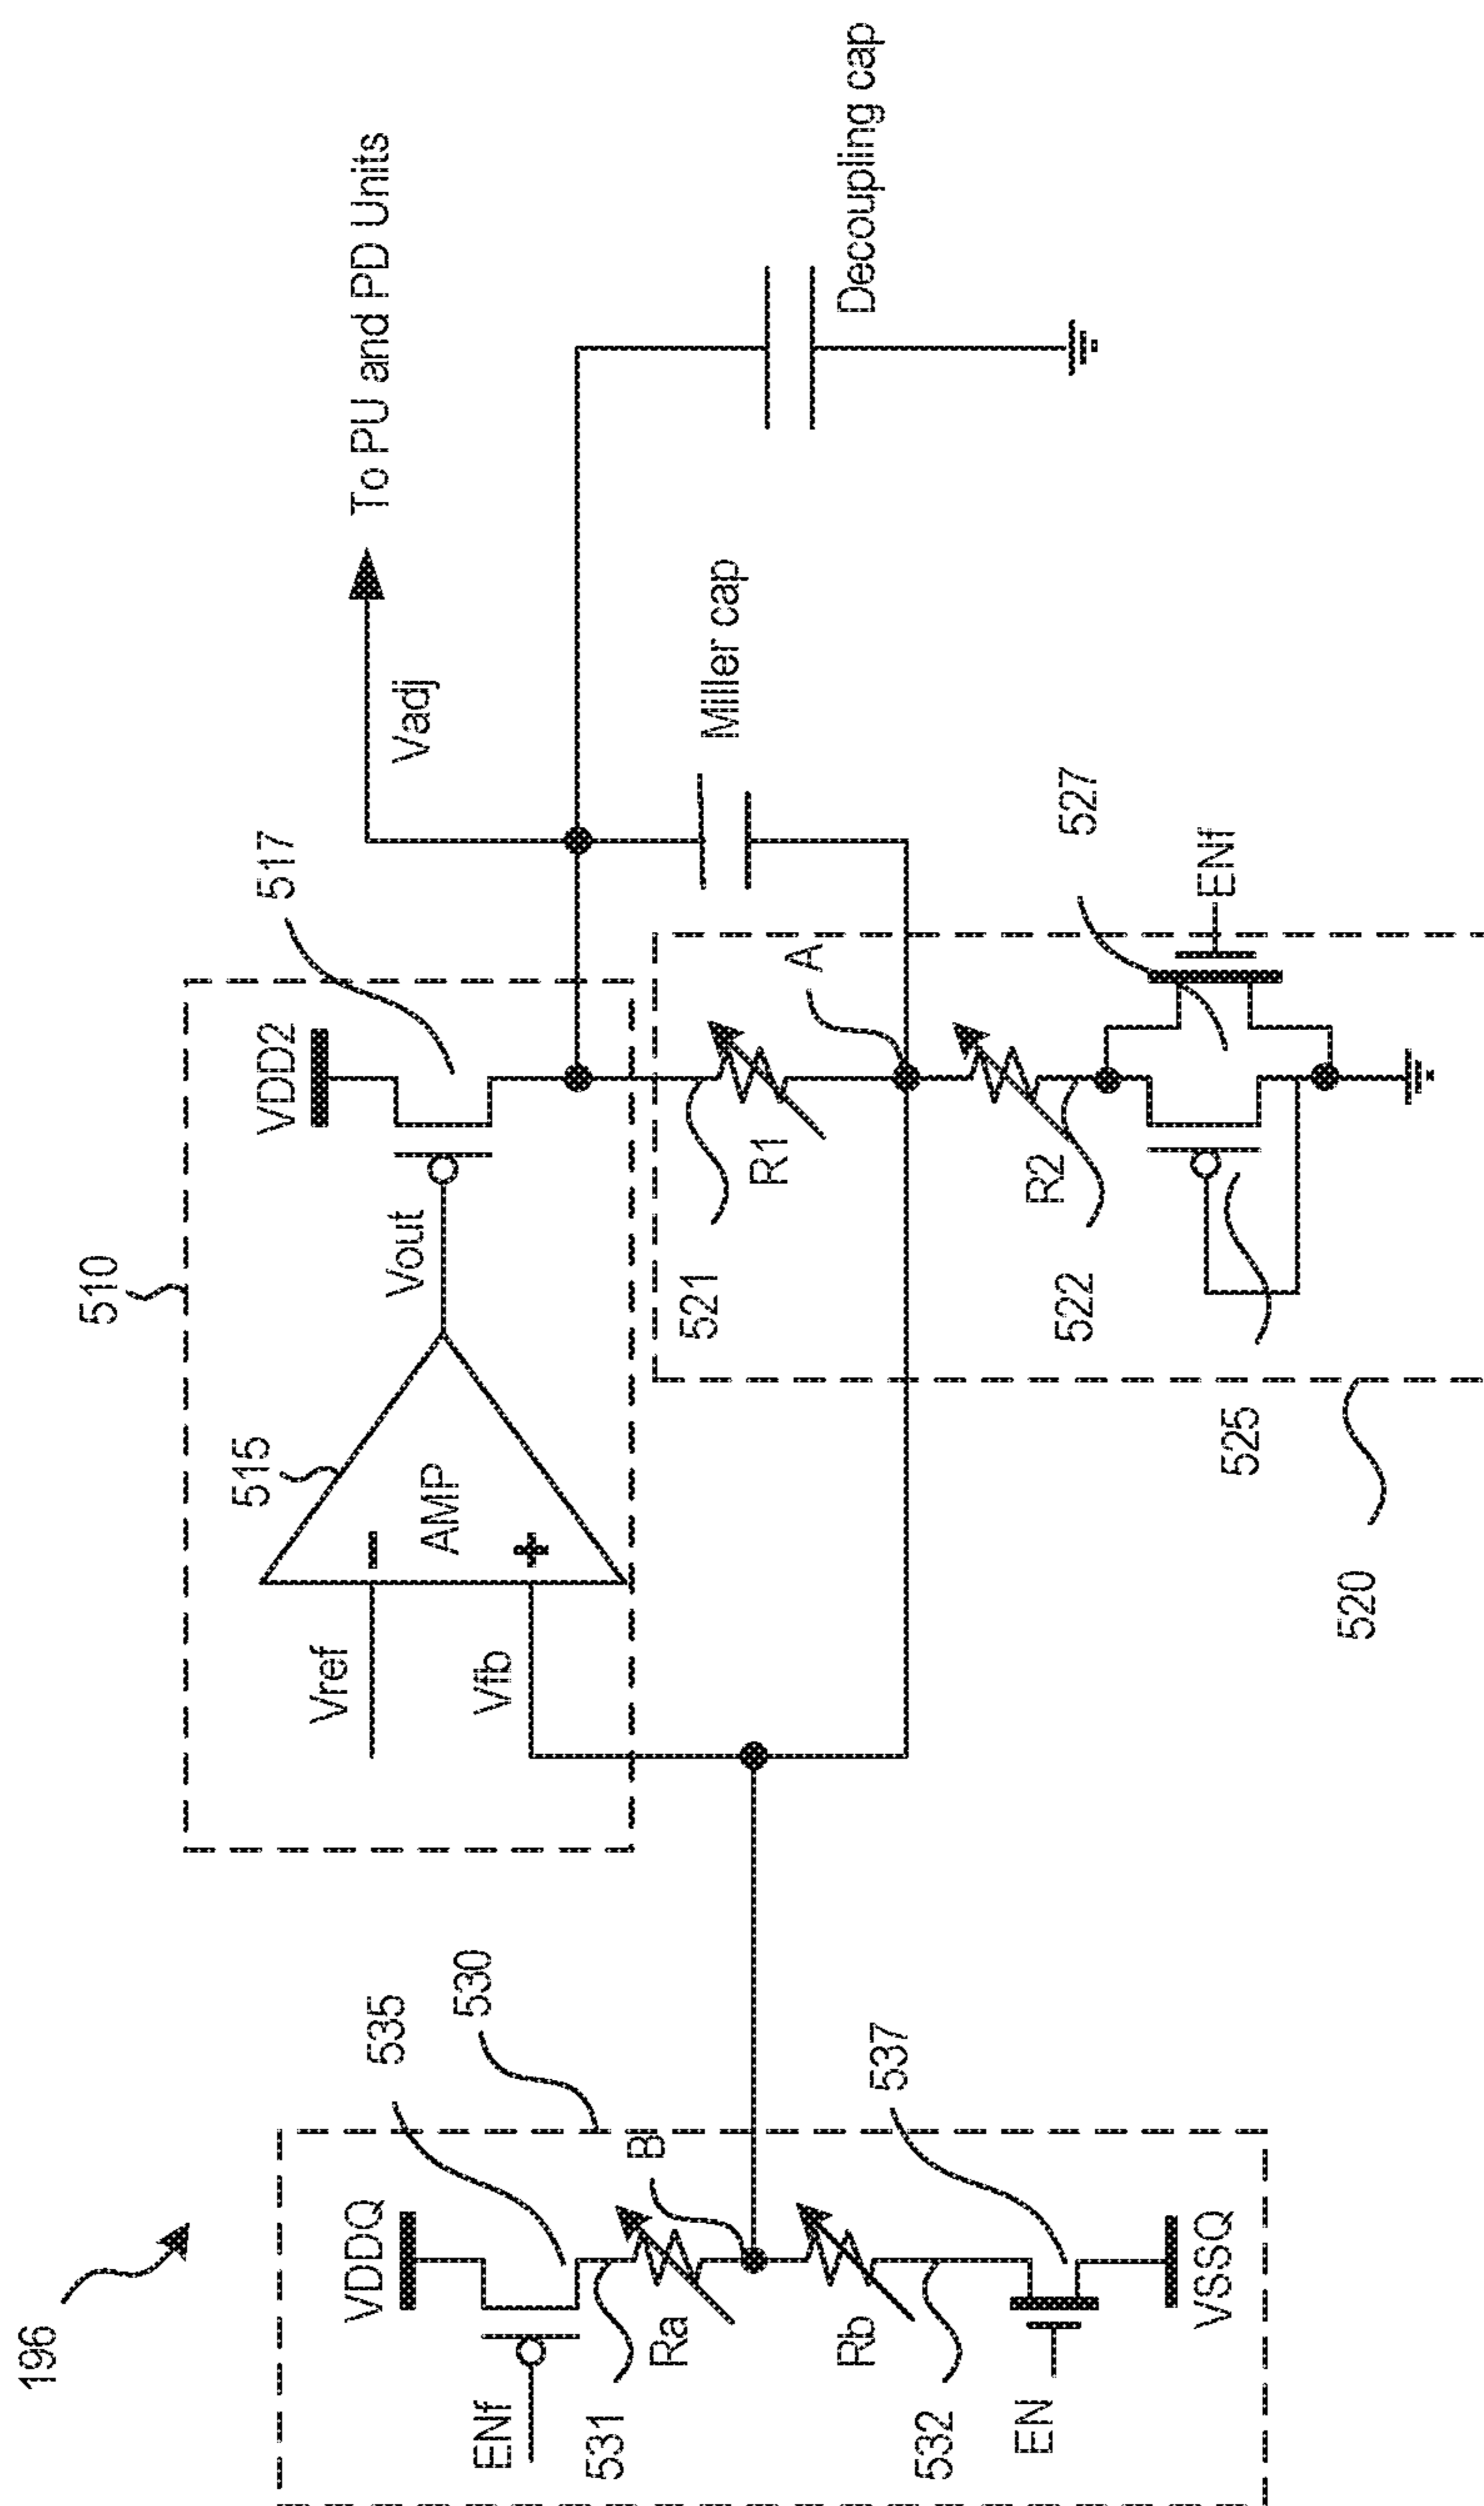 196
510
515
517
VDD2
Vref
Vfb
AMP
Vout
Vadj
To PU and PD Units
Miller cap
Decoupling cap
A
521
R1
522
R2
525
527
ENf
520
530
535
VDDQ
ENf
531
Ra
B
Rb
532
537
EN
VSSQ